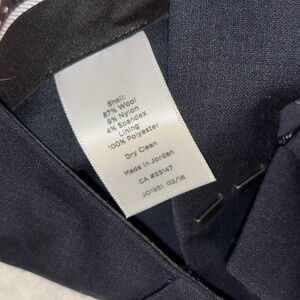 Shell:
87% Wool
9% Nylon
4% Spandex
Lining:
100% Polyester
Dry Clean
Made in Jordan
CA #23147
JO1931 02/16